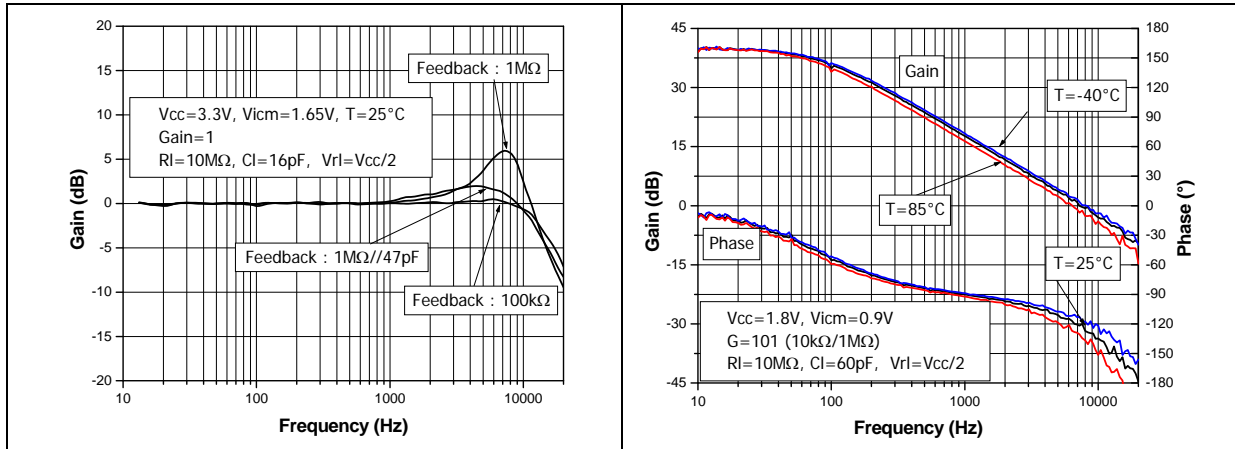 20
15
10
5
0
-5
-10
-15
-20
Gain (dB)
Feedback : 1MΩ
Vcc=3.3V, Vicm=1.65V, T=25°C
Gain=1
Rl=10MΩ, Cl=16pF, Vrl=Vcc/2
Feedback : 1MΩ//47pF
Feedback : 100kΩ
10 100 1000 10000
Frequency (Hz)
45
30
15
0
-15
-30
-45
Gain (dB)
Gain
T=-40°C
T=85°C
Phase
T=25°C
Vcc=1.8V, Vicm=0.9V
G=101 (10kΩ/1MΩ)
Rl=10MΩ, Cl=60pF, Vrl=Vcc/2
180
150
120
90
60
30
0
-30
-60
-90
-120
-150
-180
Phase (°)
10 100 1000 10000
Frequency (Hz)